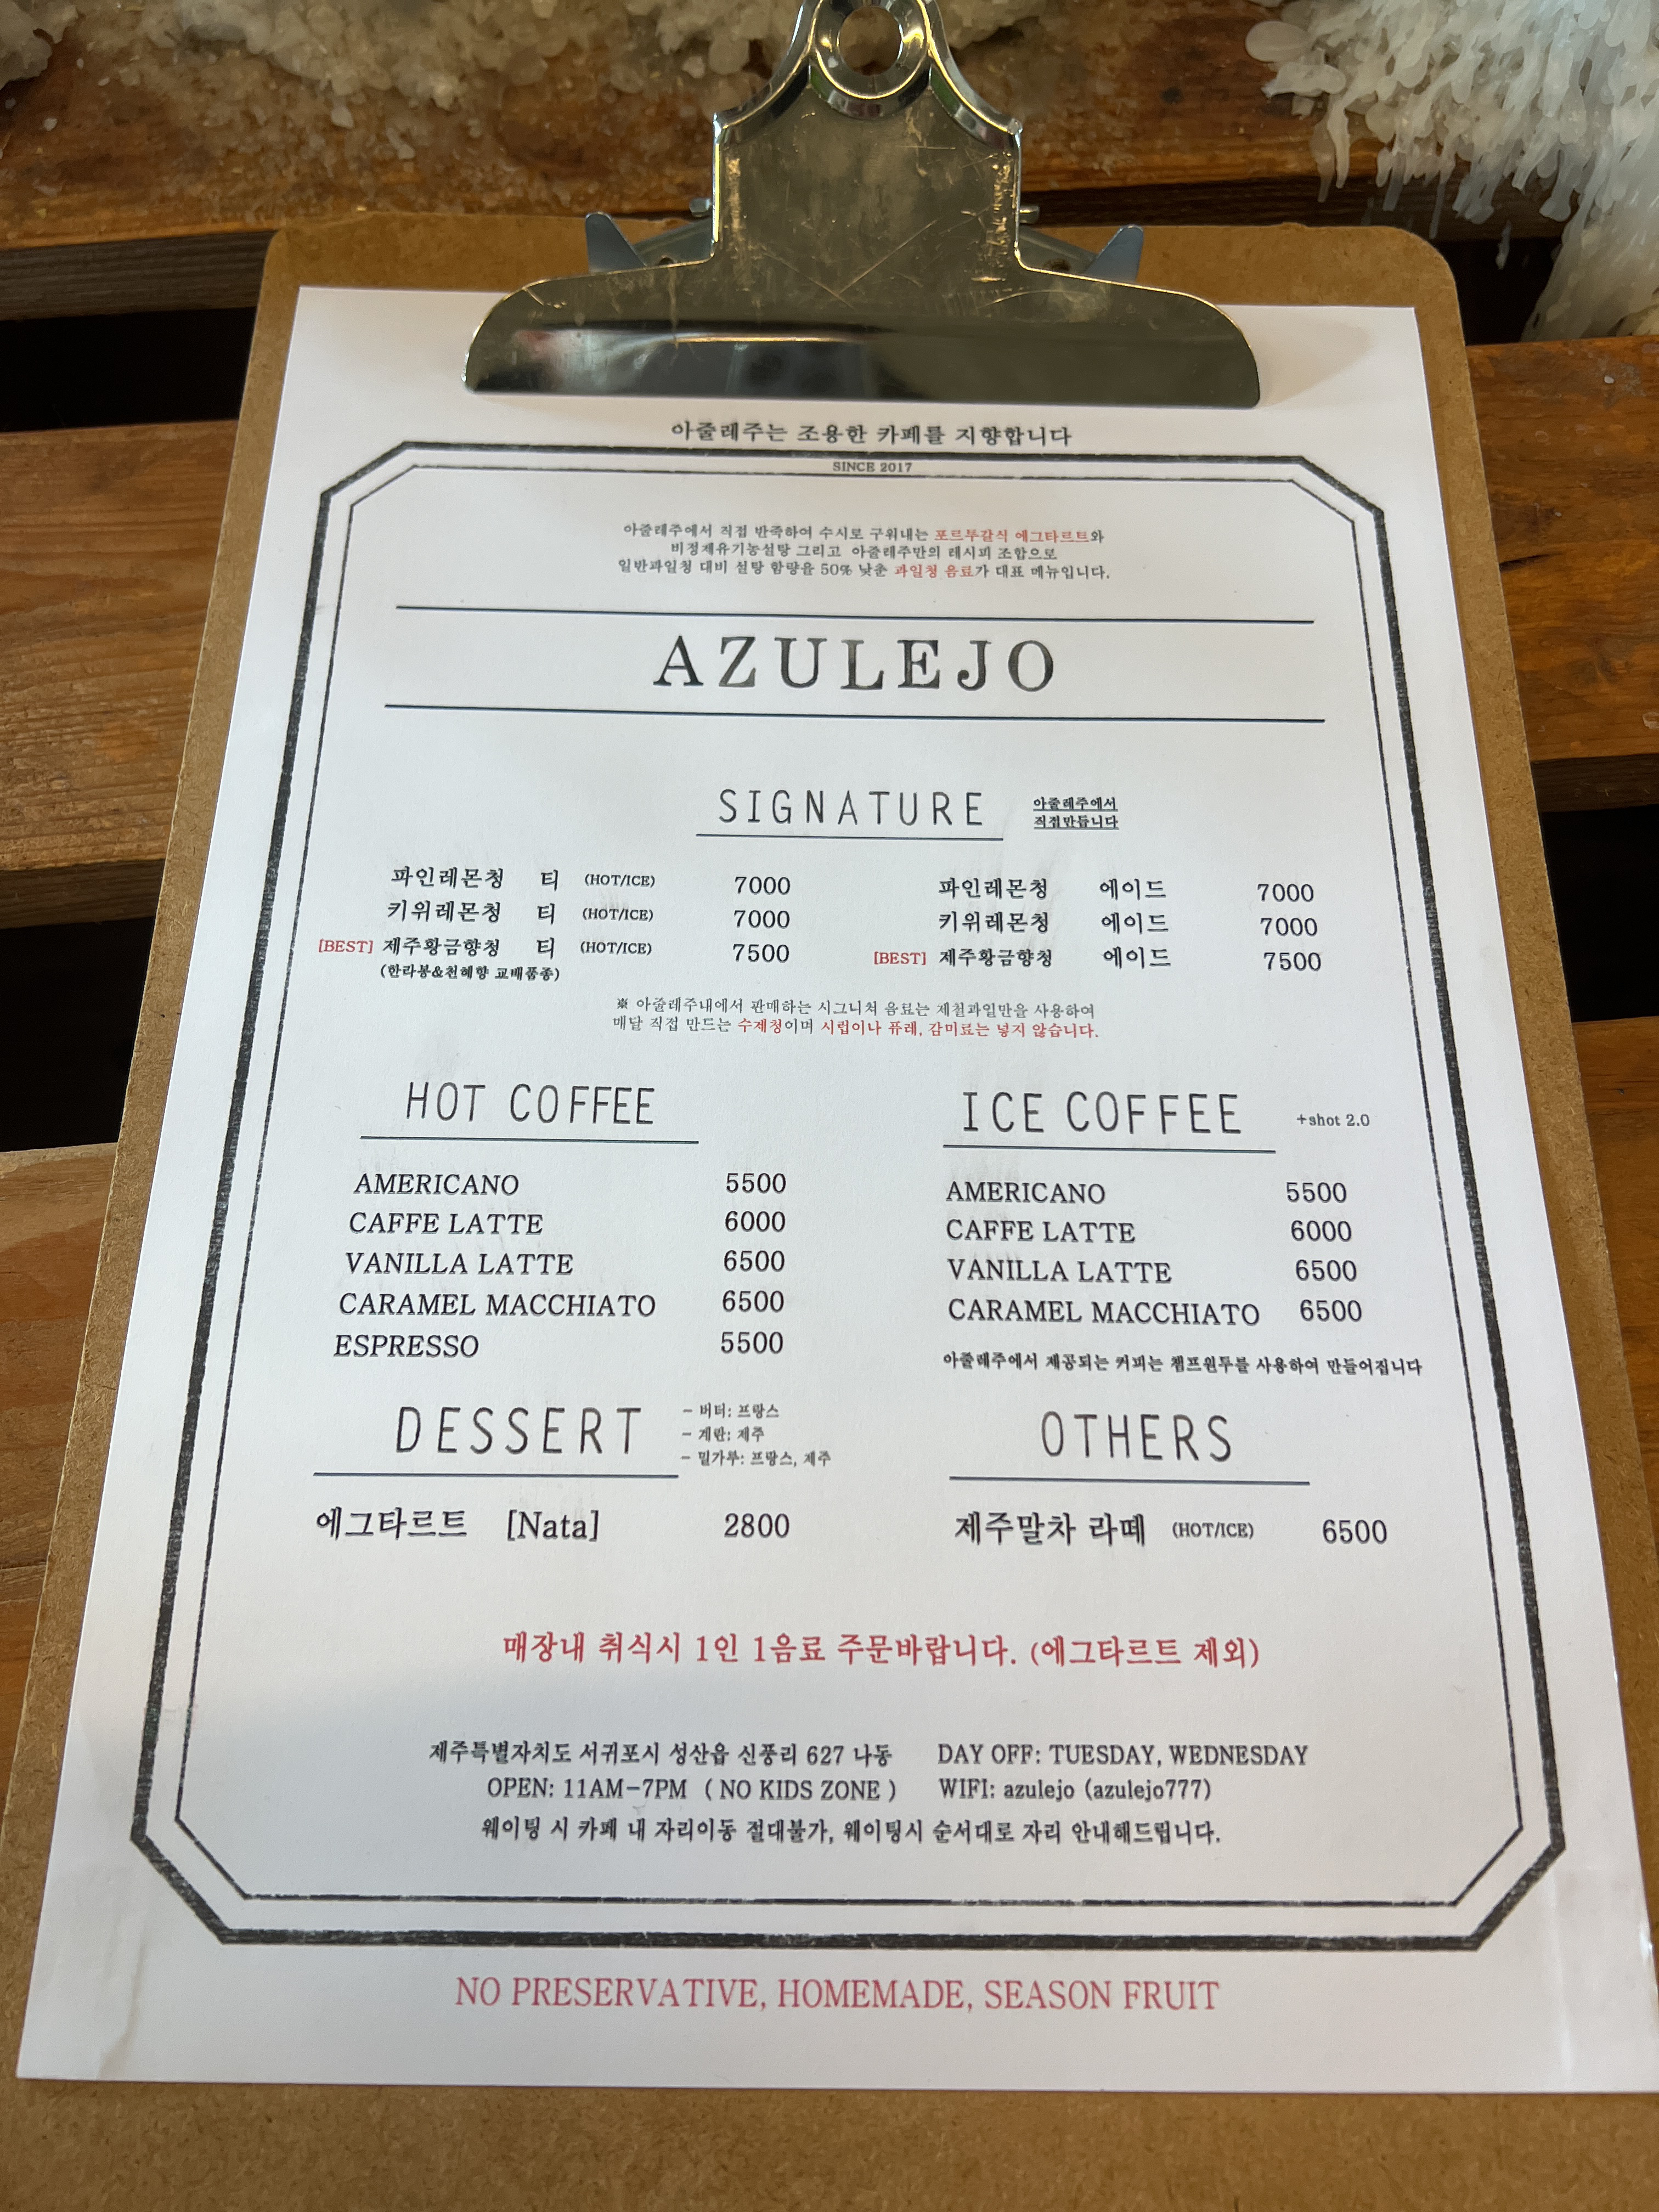 아줄레주는 조용한 카페를 지향합니다
SINCE 2017
아줄레주에서 직접 반죽하여 수시로 구워내는 포르투갈식 에그타르트와
비정제유기농설탕 그리고 아줄레주만의 레시피 조합으로
일반과일청 대비 설탕 함량을 50% 낮춘 과일청 음료가 대표 메뉴입니다.
AZULEJO
SIGNATURE
아줄레주에서
직접만듭니다
파인레몬청 티 (HOT/ICE) 7000
키위레몬청 티 (HOT/ICE) 7000
[BEST] 제주황금향청 티 (HOT/ICE) 7500
(한라봉&천혜향 교배품종)
파인레몬청 에이드 7000
키위레몬청 에이드 7000
[BEST] 제주황금향청 에이드 7500
※ 아줄레주내에서 판매하는 시그니쳐 음료는 제철과일만을 사용하여
매달 직접 만드는 수제청이며 시럽이나 퓨레, 감미료는 넣지 않습니다.
HOT COFFEE
AMERICANO 5500
CAFFE LATTE 6000
VANILLA LATTE 6500
CARAMEL MACCHIATO 6500
ESPRESSO 5500
ICE COFFEE +shot 2.0
AMERICANO 5500
CAFFE LATTE 6000
VANILLA LATTE 6500
CARAMEL MACCHIATO 6500
아줄레주에서 제공되는 커피는 챔프원두를 사용하여 만들어집니다
DESSERT
- 버터: 프랑스
- 계란: 제주
- 밀가루: 프랑스, 제주
에그타르트 [Nata] 2800
OTHERS
제주말차 라떼 (HOT/ICE) 6500
매장내 취식시 1인 1음료 주문바랍니다. (에그타르트 제외)
제주특별자치도 서귀포시 성산읍 신풍리 627 나동 DAY OFF: TUESDAY, WEDNESDAY
OPEN: 11AM-7PM ( NO KIDS ZONE ) WIFI: azulejo (azulejo777)
웨이팅 시 카페 내 자리이동 절대불가, 웨이팅시 순서대로 자리 안내해드립니다.
NO PRESERVATIVE, HOMEMADE, SEASON FRUIT